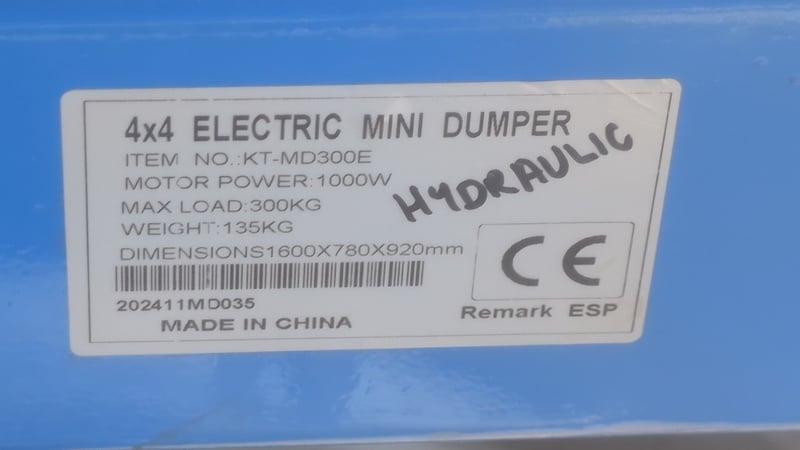 4x4 ELECTRIC MINI DUMPER
ITEM NO.:KT-MD300E
MOTOR POWER:1000W
HYDRAULIC
MAX LOAD:300KG
WEIGHT:135KG
DIMENSIONS1600X780X920mm
CE
202411MD035
Remark ESP
MADE IN CHINA